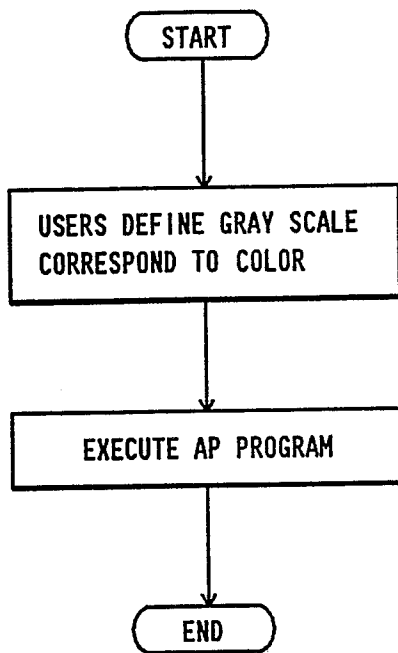 START
USERS DEFINE GRAY SCALE
CORRESPOND TO COLOR
EXECUTE AP PROGRAM
END